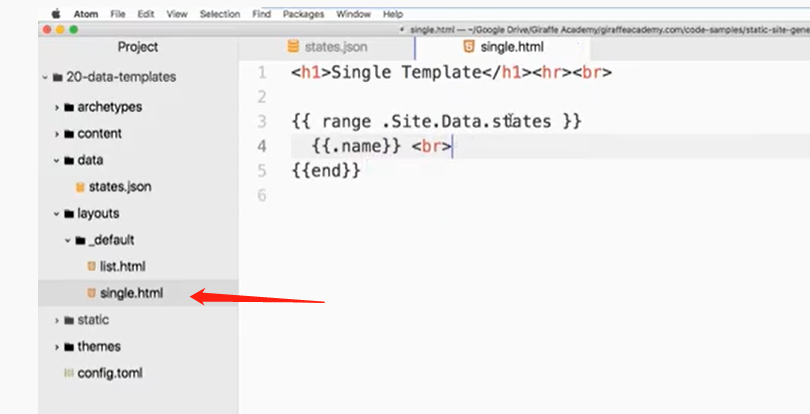 Atom File Edit View Selection Find Packages Window Help
single.html — ~/Google Drive/Giraffe Academy/giraffeacademy.com/code-samples/static-site-gene
Project
states.json
single.html
20-data-templates
archetypes
content
data
states.json
layouts
_default
list.html
single.html
static
themes
config.toml
1 <h1>Single Template</h1><hr><br>
2
3 {{ range .Site.Data.states }}
4 {{.name}} <br>
5 {{end}}
6